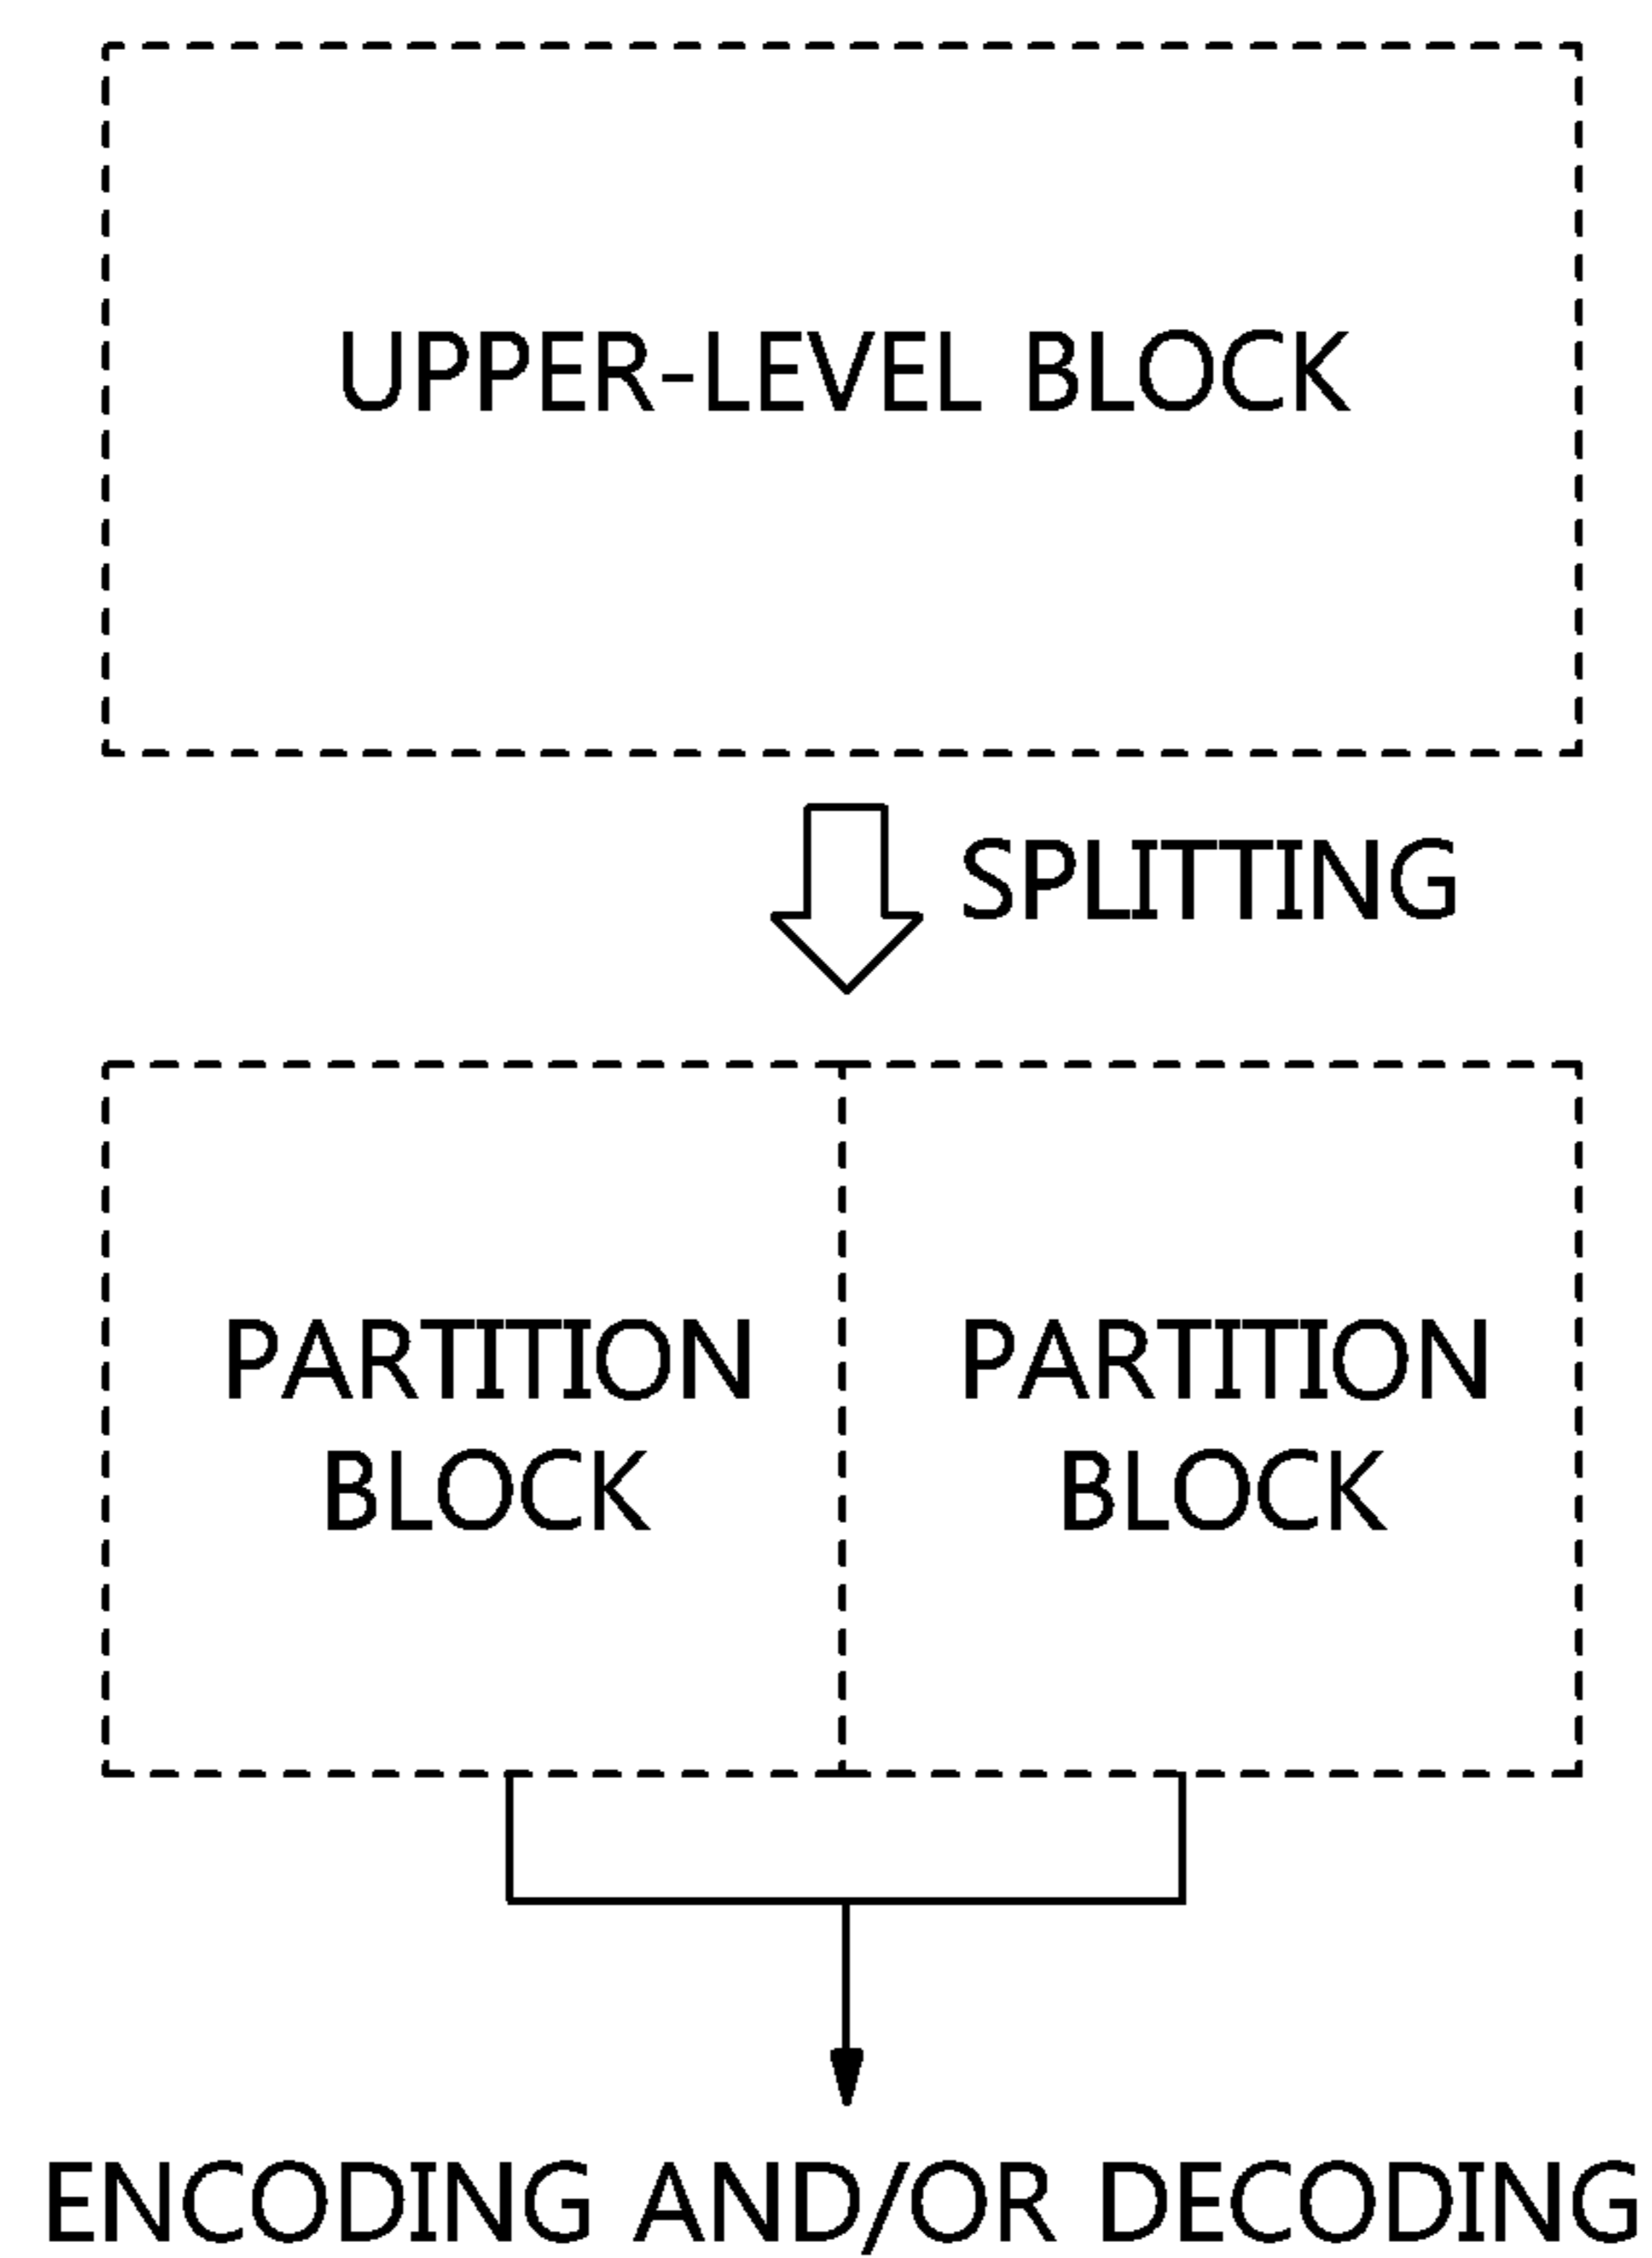 UPPER-LEVEL BLOCK
SPLITTING
PARTITION
BLOCK
PARTITION
BLOCK
ENCODING AND/OR DECODING